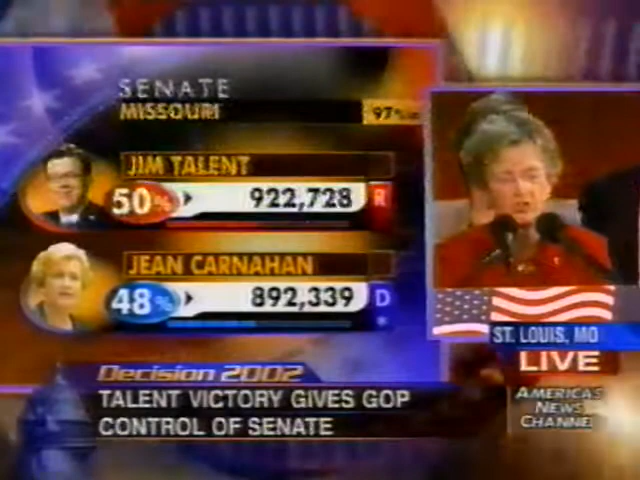 SENATE
MISSOURI
97% in
JIM TALENT
50%
922,728
R
JEAN CARNAHAN
48%
892,339
D
*
ST. LOUIS, MO
LIVE
Decision 2002
TALENT VICTORY GIVES GOP
CONTROL OF SENATE
AMERICA'S
NEWS
CHANNEL